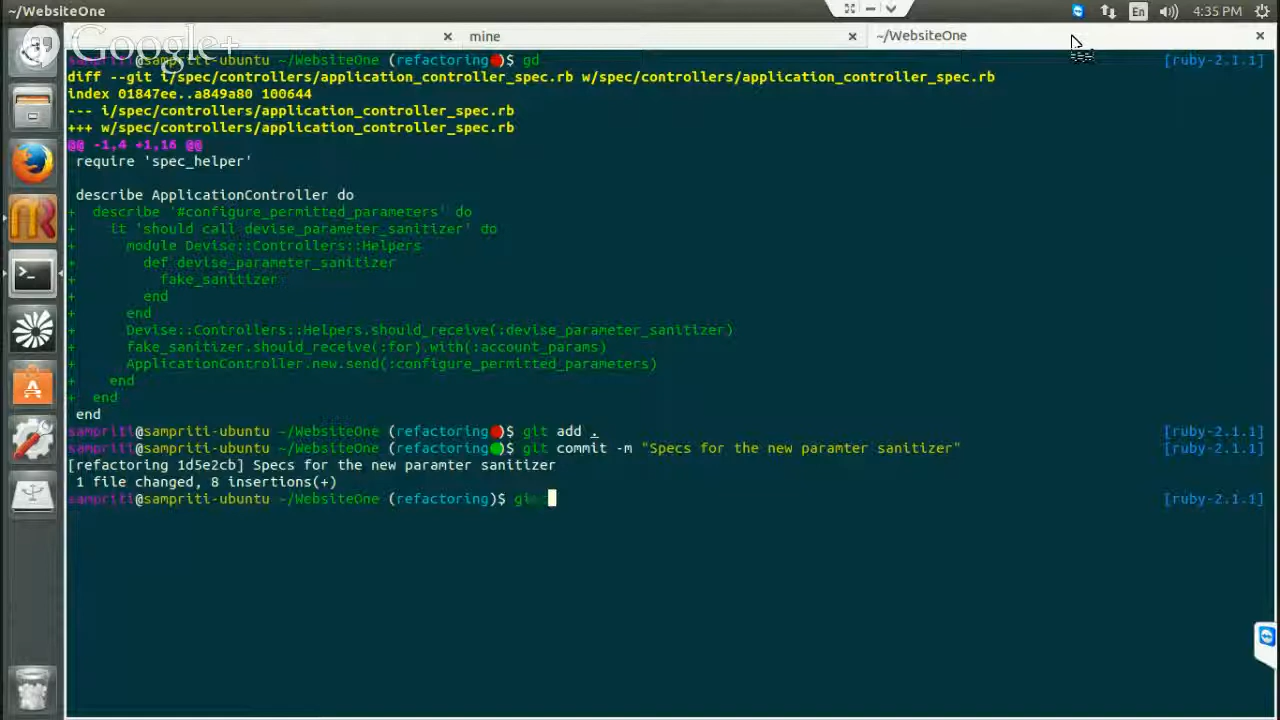 ~/WebsiteOne
En
4:35 PM
Google+
mine
~/WebsiteOne
sampriti@sampriti-ubuntu ~/WebsiteOne (refactoring)$ gd [ruby-2.1.1]
diff --git i/spec/controllers/application_controller_spec.rb w/spec/controllers/application_controller_spec.rb
index 01847ee..a849a80 100644
--- i/spec/controllers/application_controller_spec.rb
+++ w/spec/controllers/application_controller_spec.rb
@@ -1,4 +1,16 @@
require 'spec_helper'
describe ApplicationController do
+ describe '#configure_permitted_parameters' do
+ it 'should call devise_parameter_sanitizer' do
+ module Devise::Controllers::Helpers
+ def devise_parameter_sanitizer
+ fake_sanitizer
+ end
+ end
+ Devise::Controllers::Helpers.should_receive(:devise_parameter_sanitizer)
+ fake_sanitizer.should_receive(:for).with(:account_params)
+ ApplicationController.new.send(:configure_permitted_parameters)
+ end
+ end
end
sampriti@sampriti-ubuntu ~/WebsiteOne (refactoring)$ git add . [ruby-2.1.1]
sampriti@sampriti-ubuntu ~/WebsiteOne (refactoring)$ git commit -m "Specs for the new paramter sanitizer" [ruby-2.1.1]
[refactoring 1d5e2cb] Specs for the new paramter sanitizer
1 file changed, 8 insertions(+)
sampriti@sampriti-ubuntu ~/WebsiteOne (refactoring)$ [ruby-2.1.1]